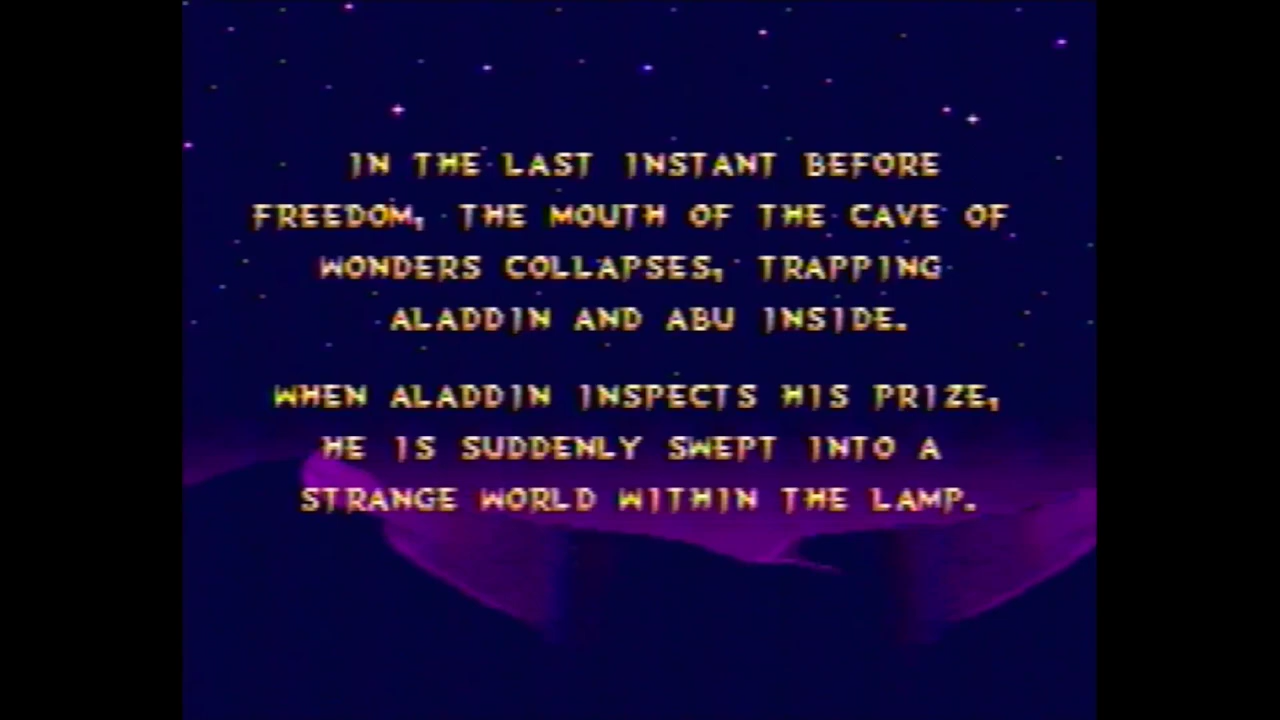 IN THE LAST INSTANT BEFORE
FREEDOM, THE MOUTH OF THE CAVE OF
WONDERS COLLAPSES, TRAPPING
ALADDIN AND ABU INSIDE.
WHEN ALADDIN INSPECTS HIS PRIZE,
HE IS SUDDENLY SWEPT INTO A
STRANGE WORLD WITHIN THE LAMP.